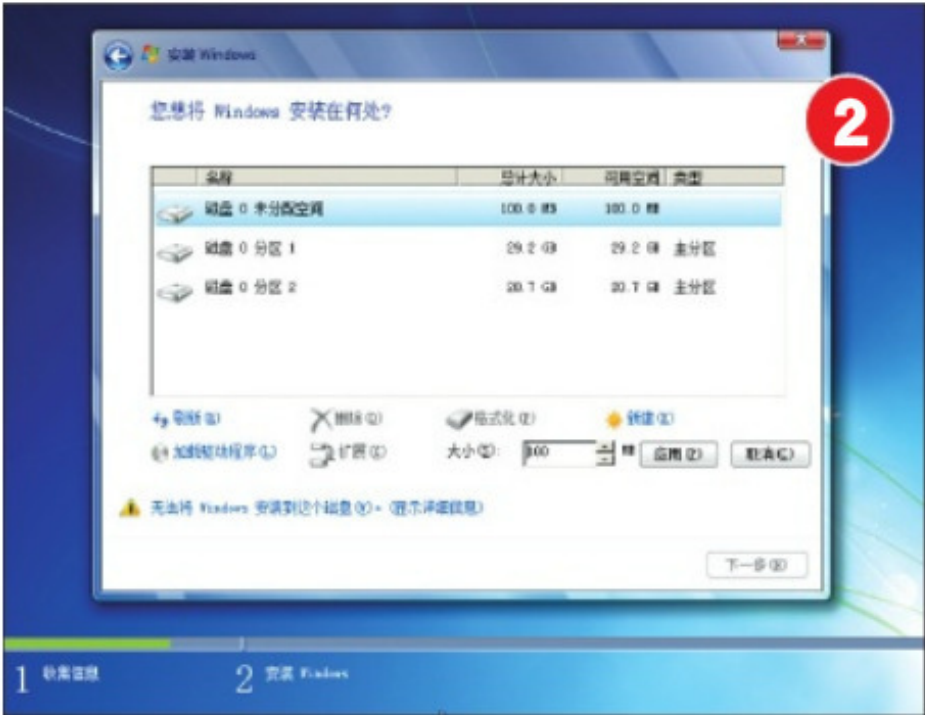 安装 Windows
2
您想将 Windows 安装在何处?
名称 总计大小 可用空间 类型
磁盘 0 未分配空间 100.0 MB 100.0 MB
磁盘 0 分区 1 29.2 GB 29.2 GB 主分区
磁盘 0 分区 2 20.7 GB 20.7 GB 主分区
刷新(R) 删除(D) 格式化(F) 新建(E)
加载驱动程序(L) 扩展(X) 大小(S): 100 MB 应用(P) 取消(C)
无法将 Windows 安装到这个磁盘(W)。(显示详细信息)
下一步(N)
1 收集信息 2 安装 Windows